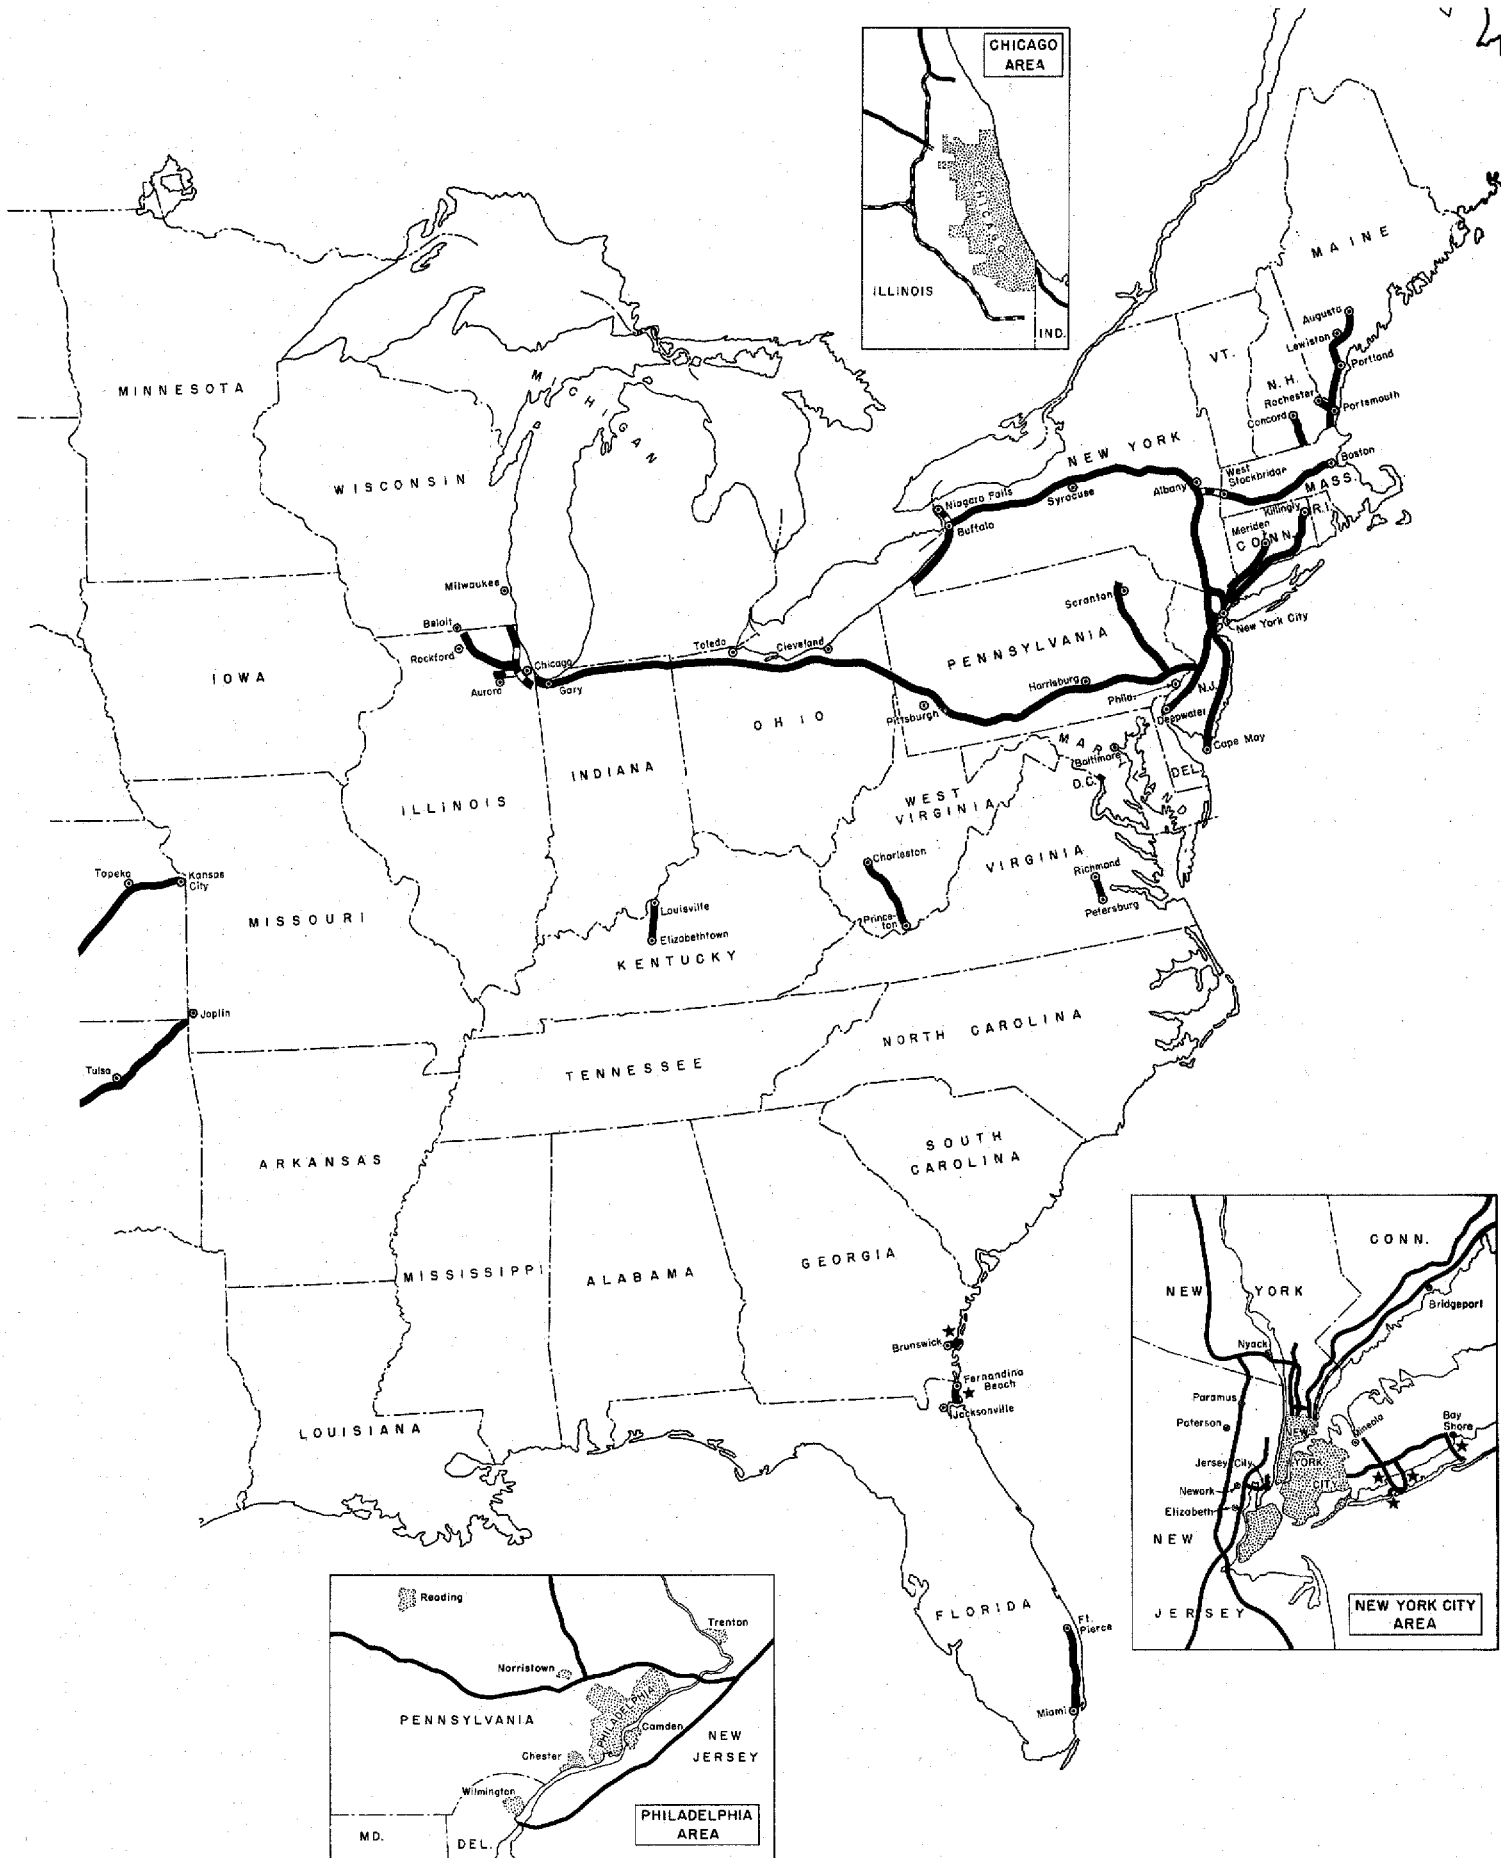 CHICAGO
AREA
CHICAGO
ILLINOIS
IND.
MAINE
Augusta
Lewiston
Portland
VT.
N. H.
Rochester
Portsmouth
Concord
MINNESOTA
MICHIGAN
WISCONSIN
NEW YORK
West
Stockbridge
Boston
MASS.
Albany
Syracuse
Niagara Falls
Buffalo
Killingly
R.I.
Meriden
CONN.
Milwaukee
Beloit
Rockford
Chicago
Aurora
Gary
Toledo
Cleveland
Scranton
New York City
PENNSYLVANIA
IOWA
Harrisburg
Phila.
N.J.
Pittsburgh
Deepwater
OHIO
Cape May
MARYLAND
Baltimore
D.C.
DEL.
INDIANA
ILLINOIS
WEST
VIRGINIA
VIRGINIA
Charleston
Richmond
Petersburg
Prince-
ton
Topeka
Kansas
City
MISSOURI
Louisville
Elizabethtown
KENTUCKY
Joplin
Tulsa
NORTH CAROLINA
TENNESSEE
ARKANSAS
SOUTH
CAROLINA
MISSISSIPPI
ALABAMA
GEORGIA
Brunswick
Fernandina
Beach
Jacksonville
LOUISIANA
FLORIDA
Ft.
Pierce
Miami
CONN.
NEW YORK
Bridgeport
Nyack
Paramus
Paterson
Mineola
Bay
Shore
Jersey City
NEW
YORK
CITY
Newark
Elizabeth
NEW
JERSEY
NEW YORK CITY
AREA
Reading
Trenton
Norristown
PENNSYLVANIA
PHILADELPHIA
Camden
NEW
JERSEY
Chester
Wilmington
MD.
DEL.
PHILADELPHIA
AREA